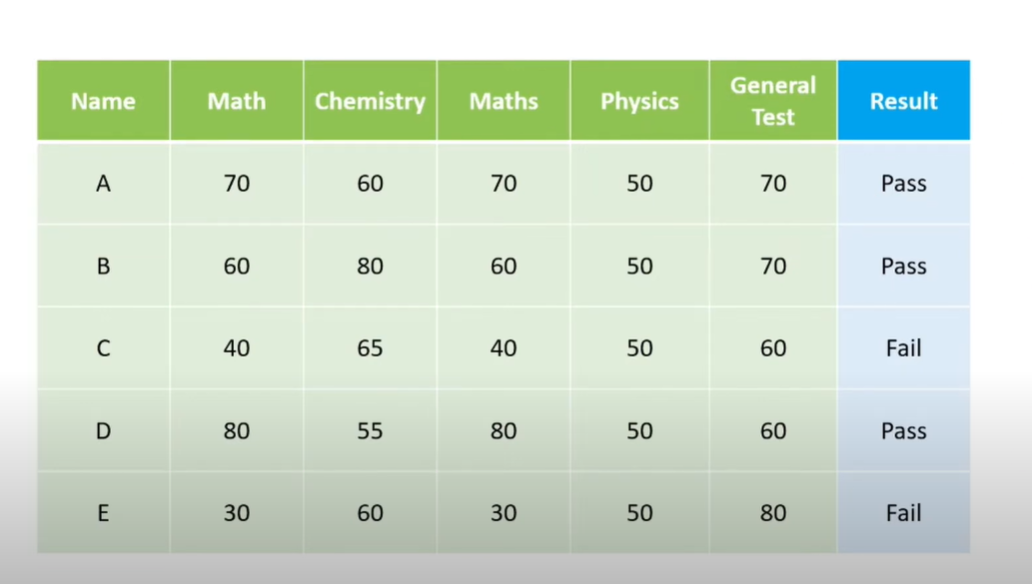 Name Math Chemistry Maths Physics General Test Result
A 70 60 70 50 70 Pass
B 60 80 60 50 70 Pass
C 40 65 40 50 60 Fail
D 80 55 80 50 60 Pass
E 30 60 30 50 80 Fail